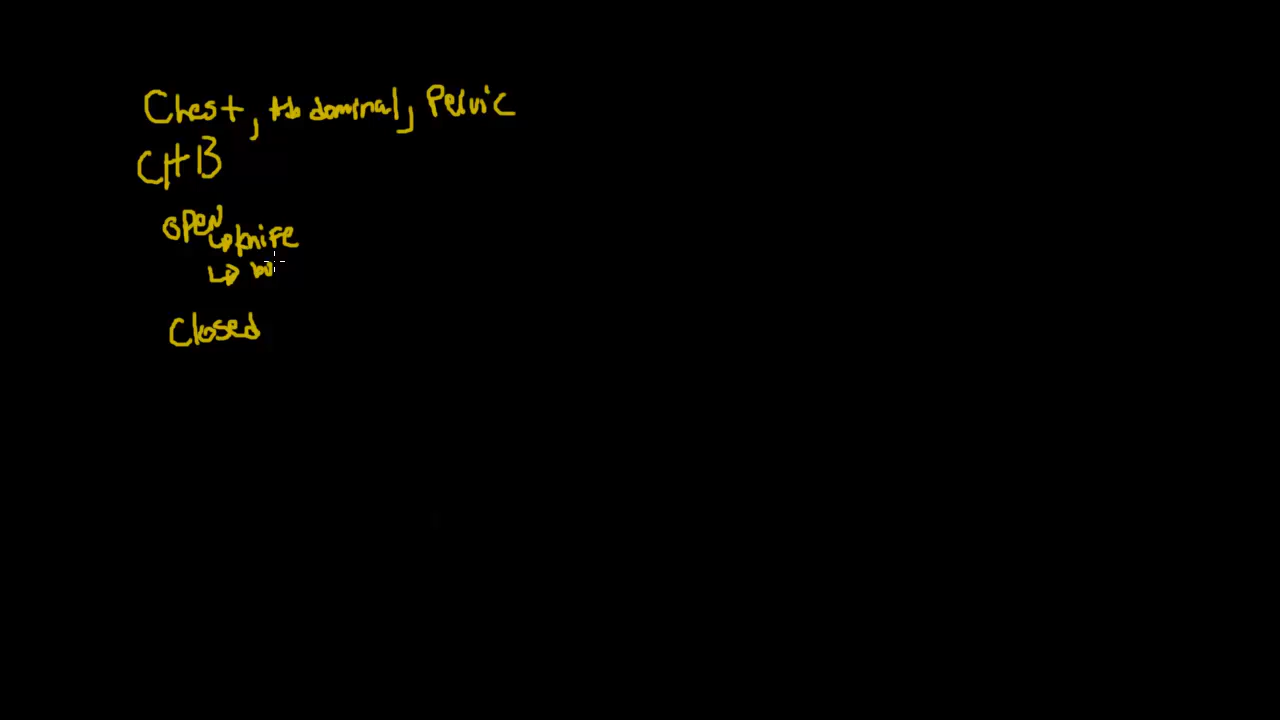 Chest, Abdominal, Pelvic
CHB
open
↳ knife
↳
Closed